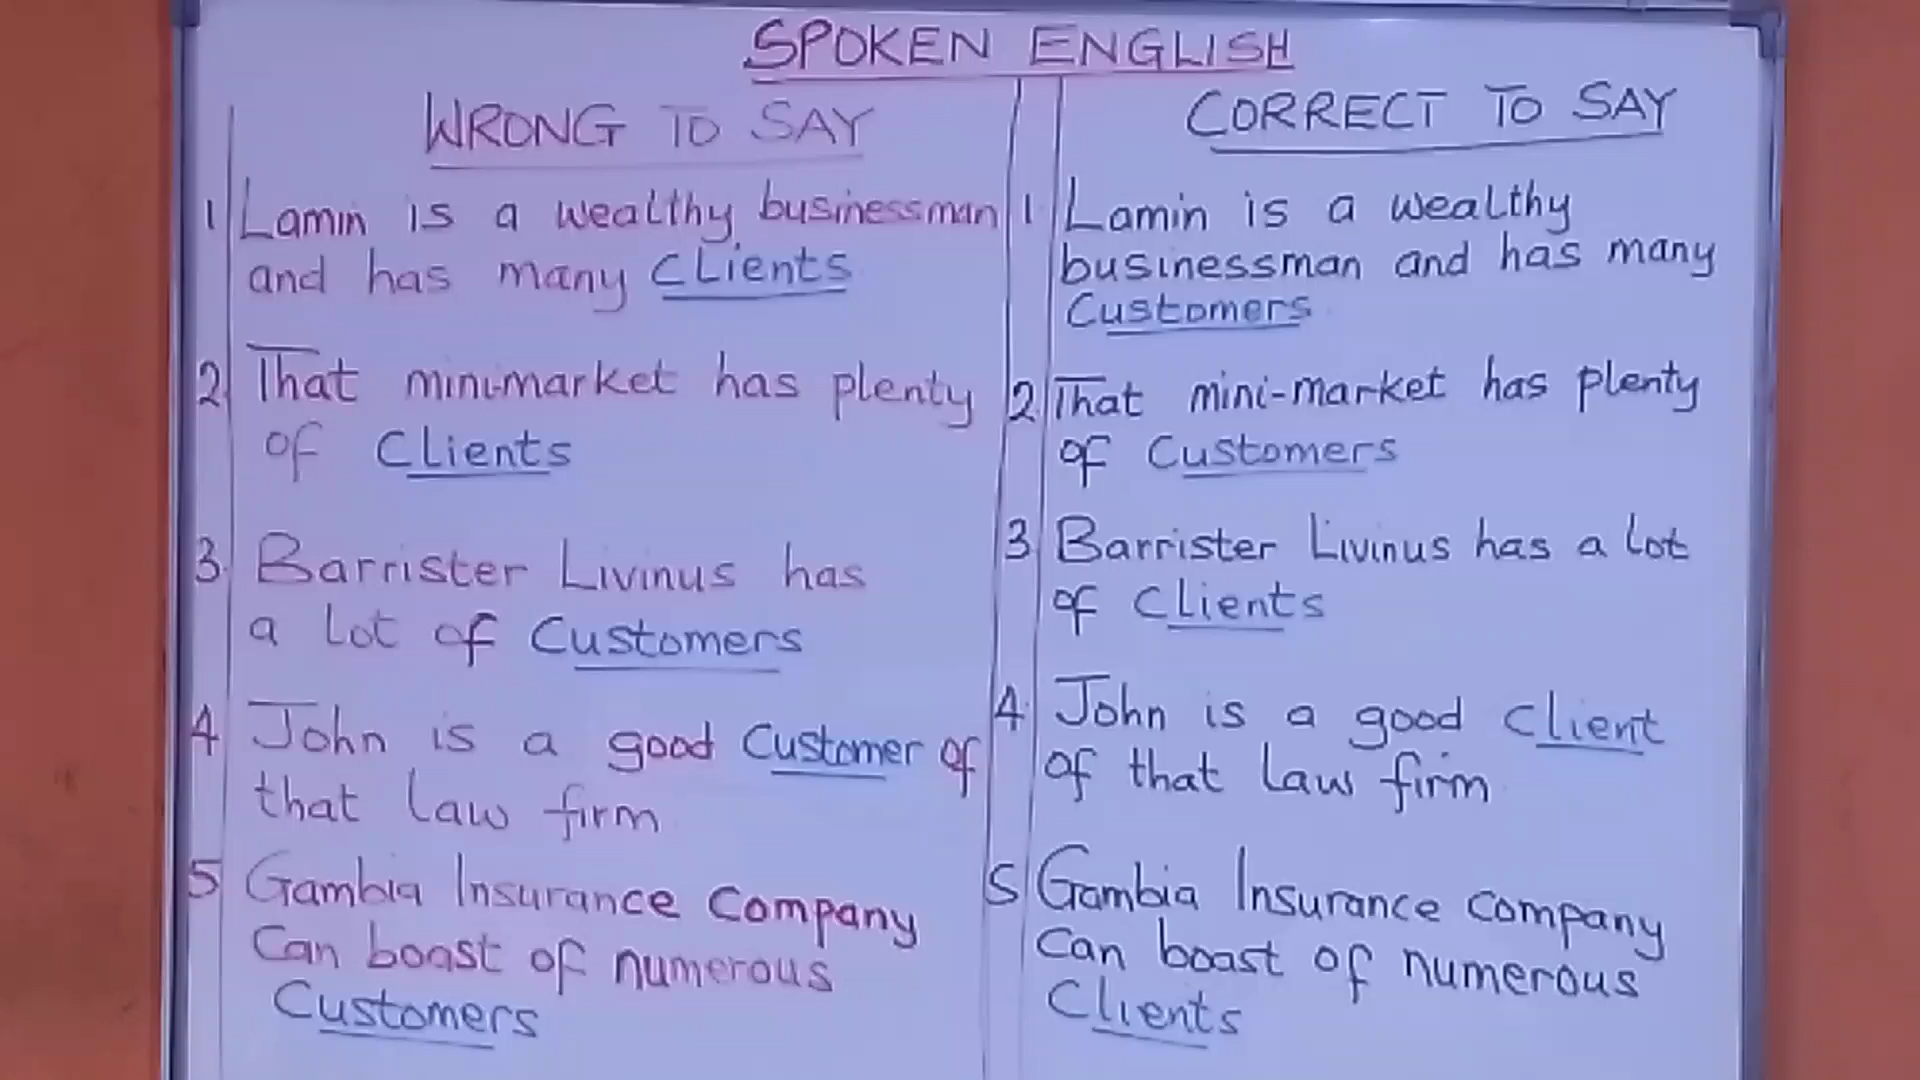 SPOKEN ENGLISH
WRONG TO SAY
1 Lamin is a wealthy businessman
and has many Clients
2 That mini-market has plenty
of Clients
3 Barrister Livinus has
a lot of Customers
4 John is a good Customer of
that law firm
5 Gambia Insurance Company
Can boast of numerous
Customers
CORRECT TO SAY
1 Lamin is a wealthy
businessman and has many
Customers
2 That mini-market has plenty
of Customers
3 Barrister Livinus has a lot
of Clients
4 John is a good Client
of that law firm
5 Gambia Insurance Company
Can boast of numerous
Clients